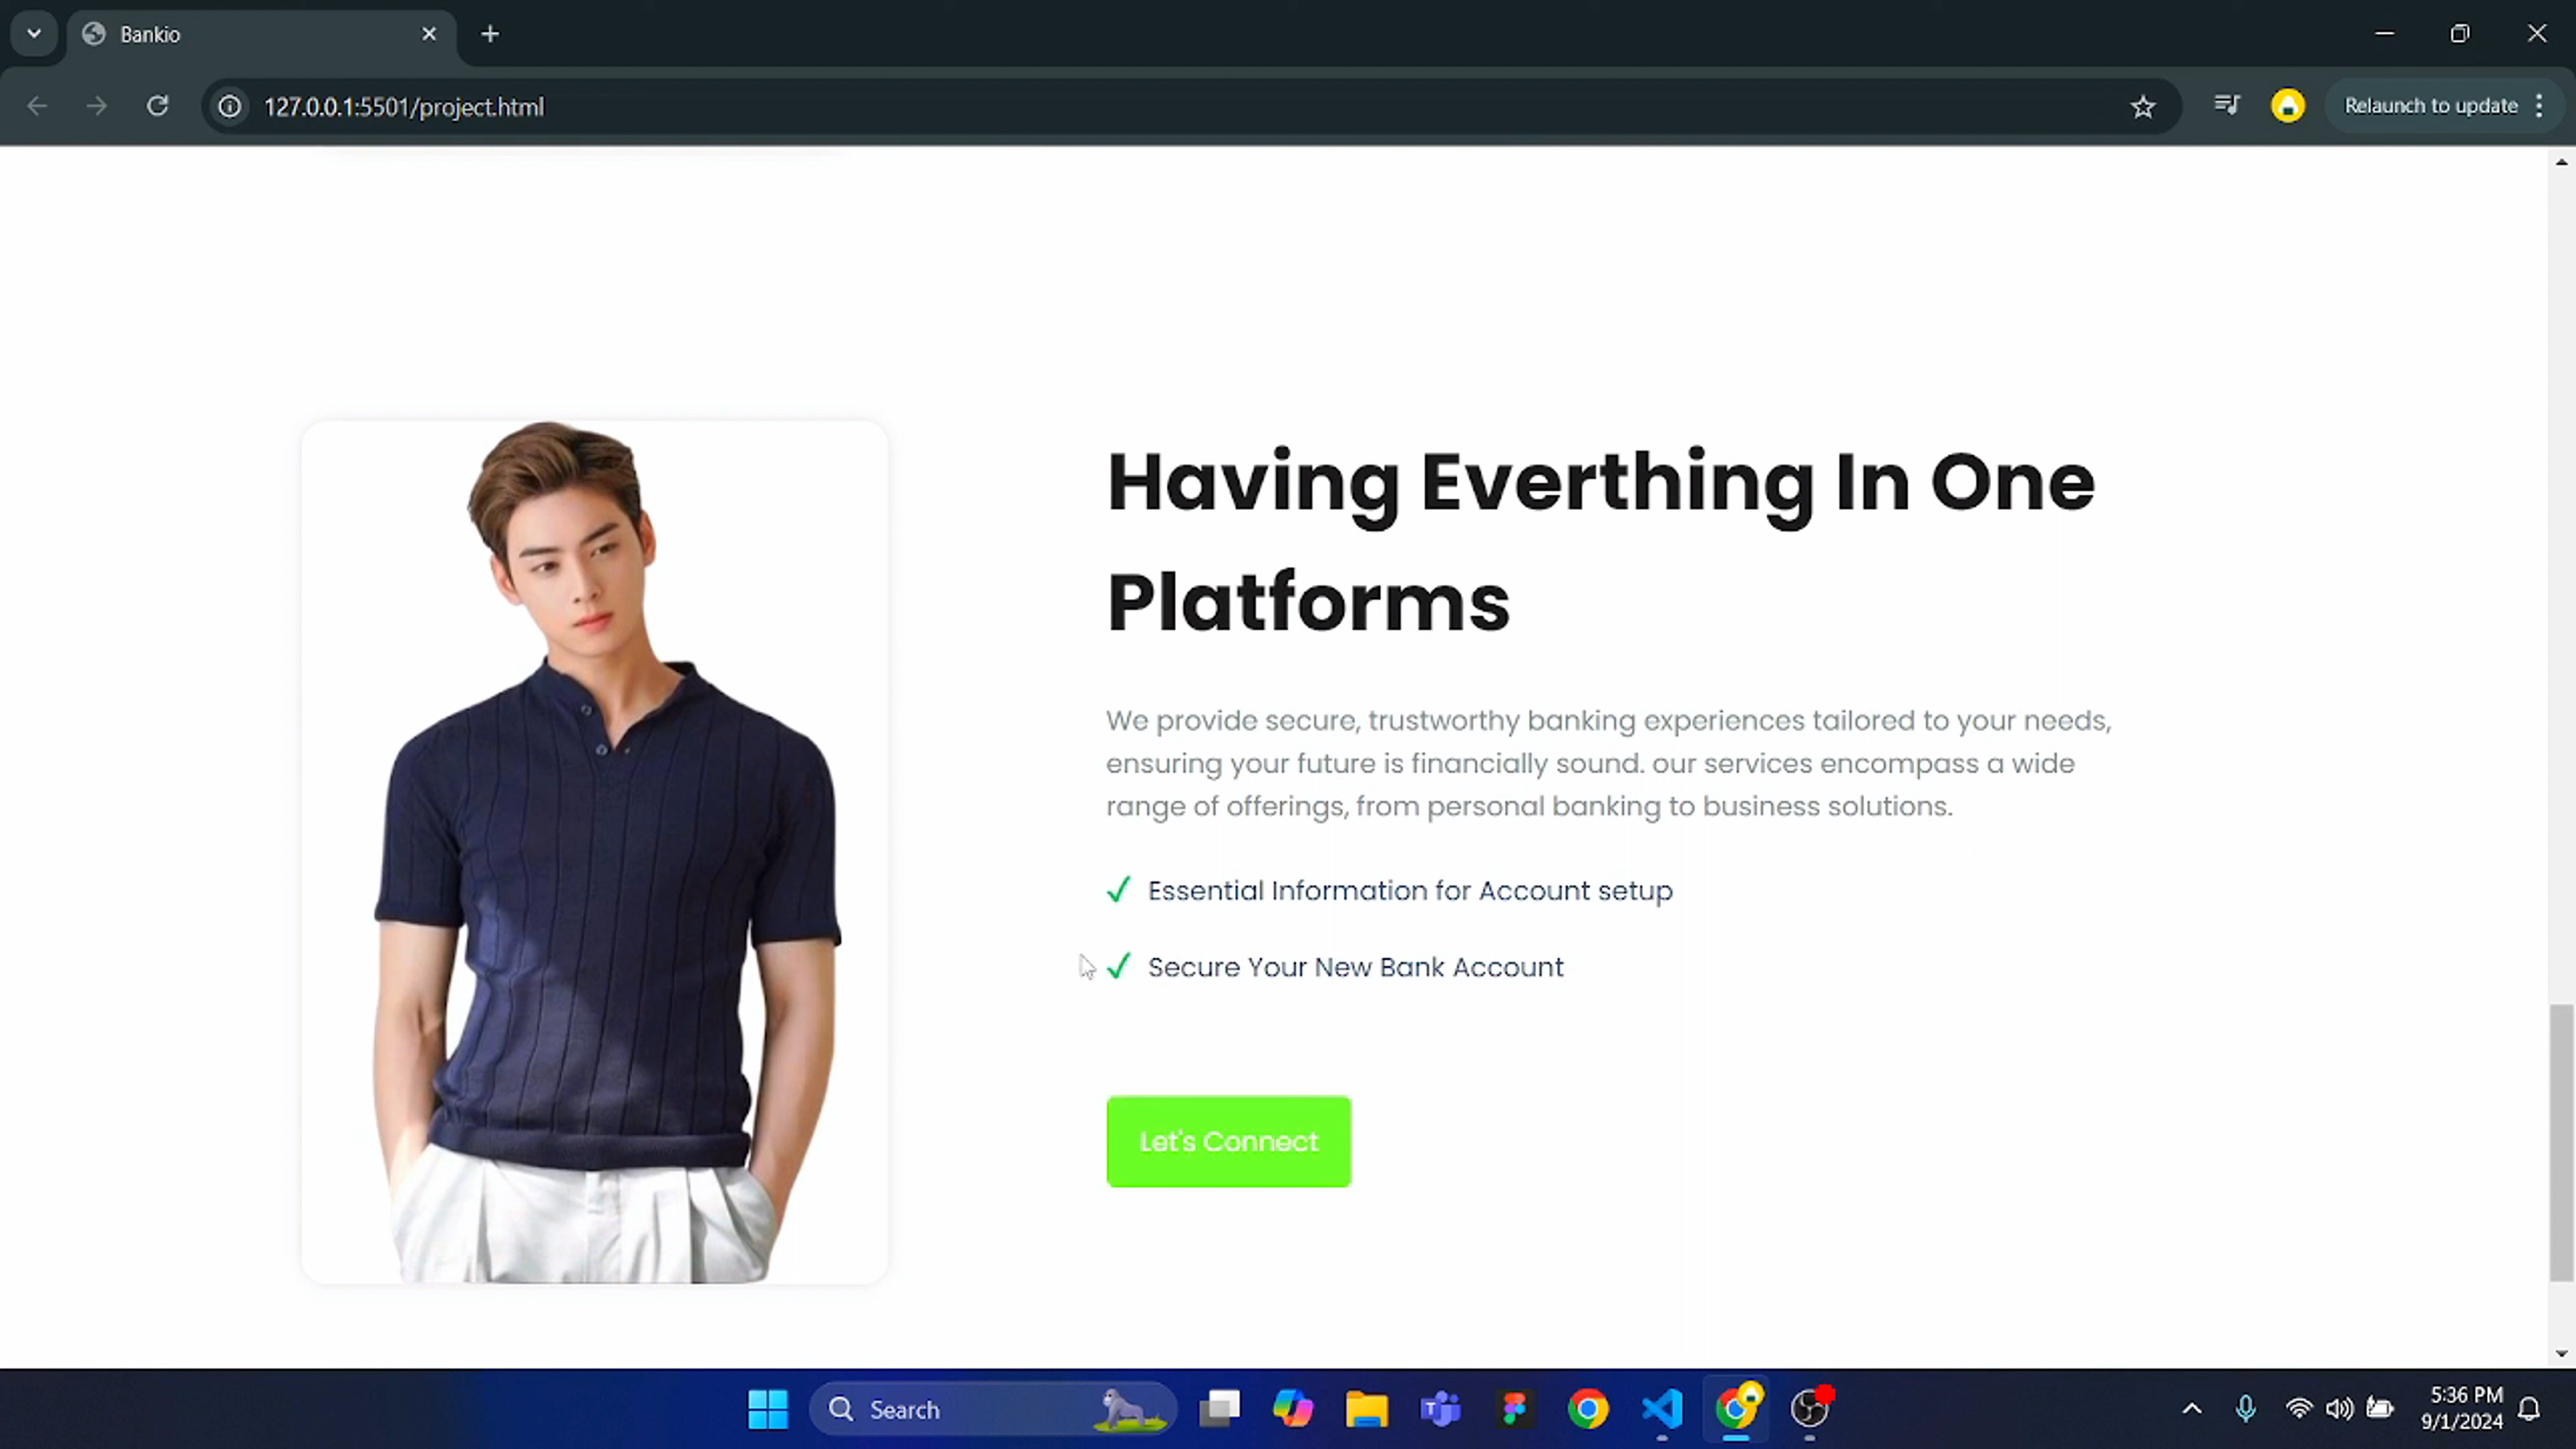 Bankio
127.0.0.1:5501/project.html
Relaunch to update
Having Everthing In One
Platforms
We provide secure, trustworthy banking experiences tailored to your needs,
ensuring your future is financially sound. our services encompass a wide
range of offerings, from personal banking to business solutions.
Essential Information for Account setup
Secure Your New Bank Account
Let's Connect
Search
5:36 PM
9/1/2024